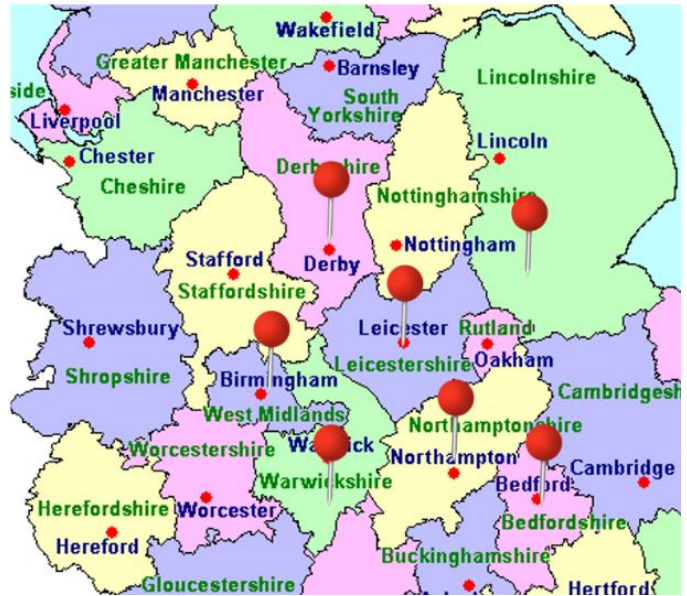 Wakefield
Greater Manchester
Barnsley
Lincolnshire
side
Manchester
South
Yorkshire
Liverpool
Lincoln
Chester
Cheshire
Nottinghamshire
Nottingham
Stafford
Derby
Staffordshire
Shrewsbury
Leicester
Rutland
Leicestershire
Oakham
Shropshire
Birmingham
Cambridgesh
West Midlands
Worcestershire
Northampton
Bedford
Cambridge
Warwickshire
Herefordshire
Worcester
Bedfordshire
Hereford
Buckinghamshire
Gloucestershire
Hertford